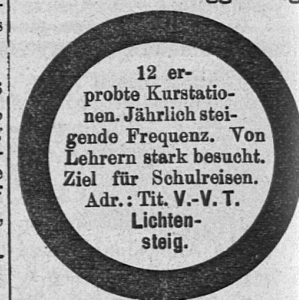 12 er-
probte Kurstatio-
nen. Jährlich stei-
gende Frequenz. Von
Lehrern stark besucht.
Ziel für Schulreisen.
Adr.: Tit. V.-V. T.
Lichten-
steig.